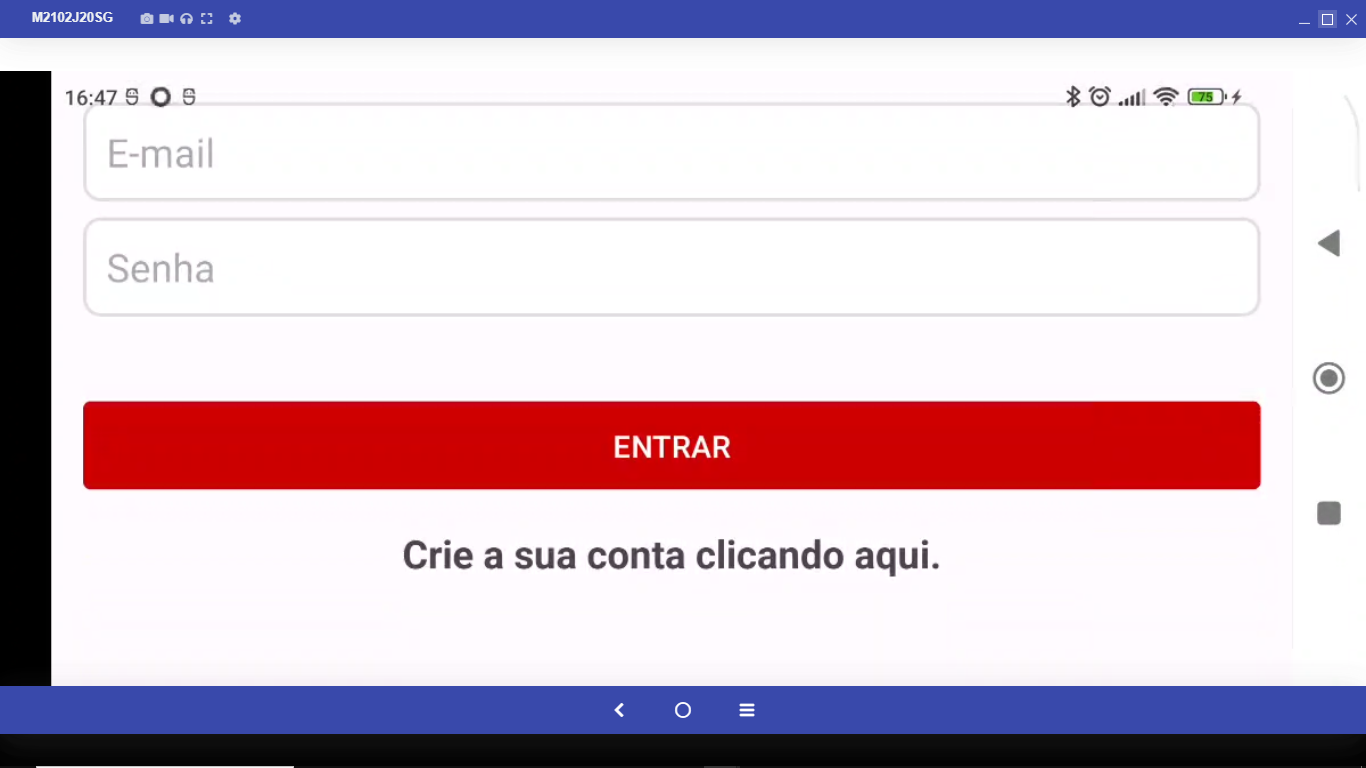 M2102J20SG
16:47
75
E-mail
Senha
ENTRAR
Crie a sua conta clicando aqui.